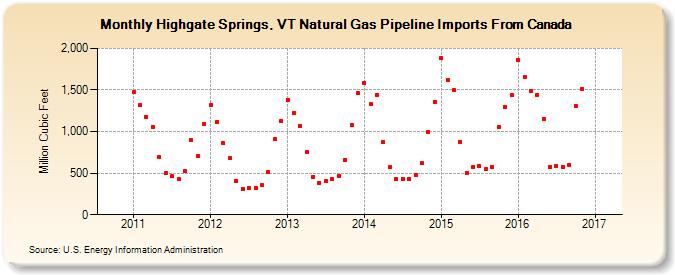 Monthly Highgate Springs, VT Natural Gas Pipeline Imports From Canada
Million Cubic Feet
2,000
1,500
1,000
500
0
2011 2012 2013 2014 2015 2016 2017
Source: U.S. Energy Information Administration